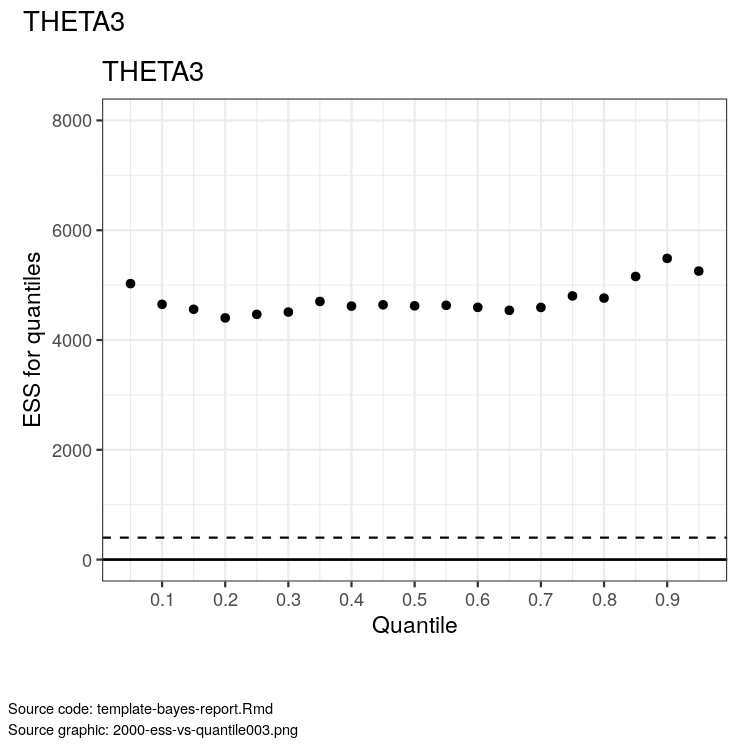 THETA3
THETA3
8000
6000
4000
2000
0
ESS for quantiles
0.1 0.2 0.3 0.4 0.5 0.6 0.7 0.8 0.9
Quantile
Source code: template-bayes-report.Rmd
Source graphic: 2000-ess-vs-quantile003.png